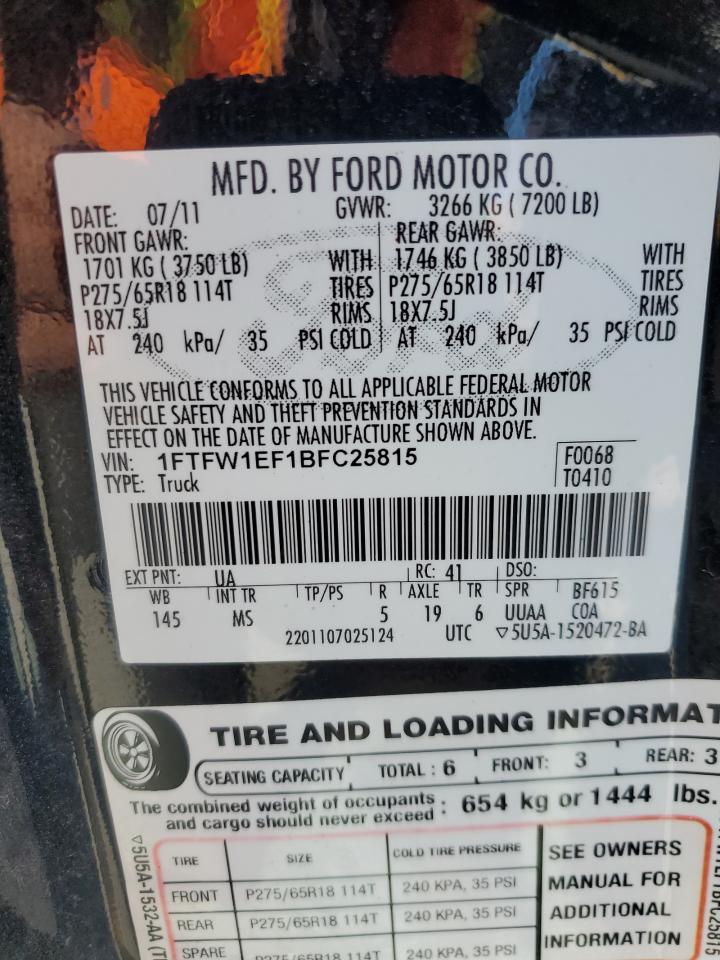 MFD. BY FORD MOTOR CO.
DATE: 07/11 GVWR: 3266 KG ( 7200 LB)
FRONT GAWR: REAR GAWR:
1701 KG ( 3750 LB) WITH 1746 KG ( 3850 LB) WITH
P275/65R18 114T TIRES P275/65R18 114T TIRES
18X7.5J RIMS 18X7.5J RIMS
AT 240 kPa/ 35 PSI COLD AT 240 kPa/ 35 PSI COLD
THIS VEHICLE CONFORMS TO ALL APPLICABLE FEDERAL MOTOR
VEHICLE SAFETY AND THEFT PREVENTION STANDARDS IN
EFFECT ON THE DATE OF MANUFACTURE SHOWN ABOVE.
VIN: 1FTFW1EF1BFC25815 F0068
TYPE: Truck T0410
EXT PNT: UA RC: 41 DSO:
WB INT TR TP/PS R AXLE TR SPR BF615
145 MS 5 19 6 UUAA COA
2201107025124 UTC ▽5U5A-1520472-BA
TIRE AND LOADING INFORMAT
SEATING CAPACITY TOTAL : 6 FRONT: 3 REAR: 3
The combined weight of occupants : 654 kg or 1444 lbs.
and cargo should never exceed
TIRE SIZE COLD TIRE PRESSURE SEE OWNERS
FRONT P275/65R18 114T 240 KPA, 35 PSI MANUAL FOR
REAR P275/65R18 114T 240 KPA, 35 PSI ADDITIONAL
SPARE P275/65R18 114T 240 KPA, 35 PSI INFORMATION
▽5U5A-1532-AA (TI